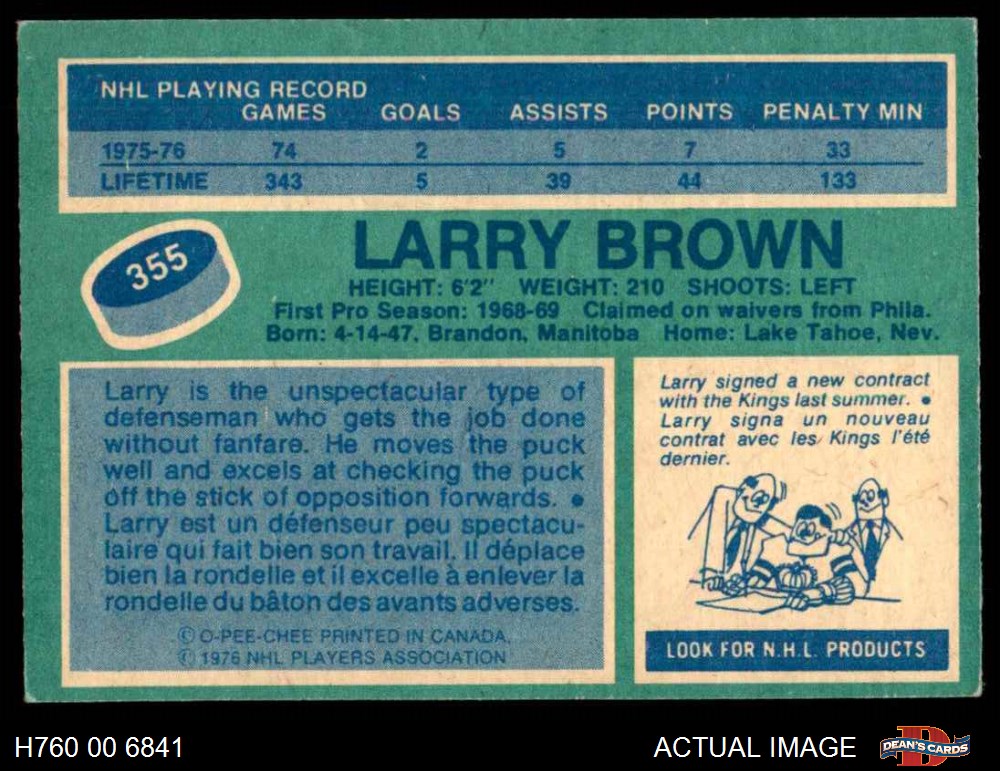 NHL PLAYING RECORD
GAMES GOALS ASSISTS POINTS PENALTY MIN
1975-76 74 2 5 7 33
LIFETIME 343 5 39 44 133
355
LARRY BROWN
HEIGHT: 6'2" WEIGHT: 210 SHOOTS: LEFT
First Pro Season: 1968-69 Claimed on waivers from Phila.
Born: 4-14-47, Brandon, Manitoba Home: Lake Tahoe, Nev.
Larry is the unspectacular type of
defenseman who gets the job done
without fanfare. He moves the puck
well and excels at checking the puck
off the stick of opposition forwards. •
Larry est un défenseur peu spectacu-
laire qui fait bien son travail. Il déplace
bien la rondelle et il excelle à enlever la
rondelle du bâton des avants adverses.
© O-PEE-CHEE PRINTED IN CANADA.
© 1976 NHL PLAYERS ASSOCIATION
Larry signed a new contract
with the Kings last summer. •
Larry signa un nouveau
contrat avec les Kings l'été
dernier.
LOOK FOR N.H.L. PRODUCTS
H760 00 6841
ACTUAL IMAGE
DEAN'S CARDS